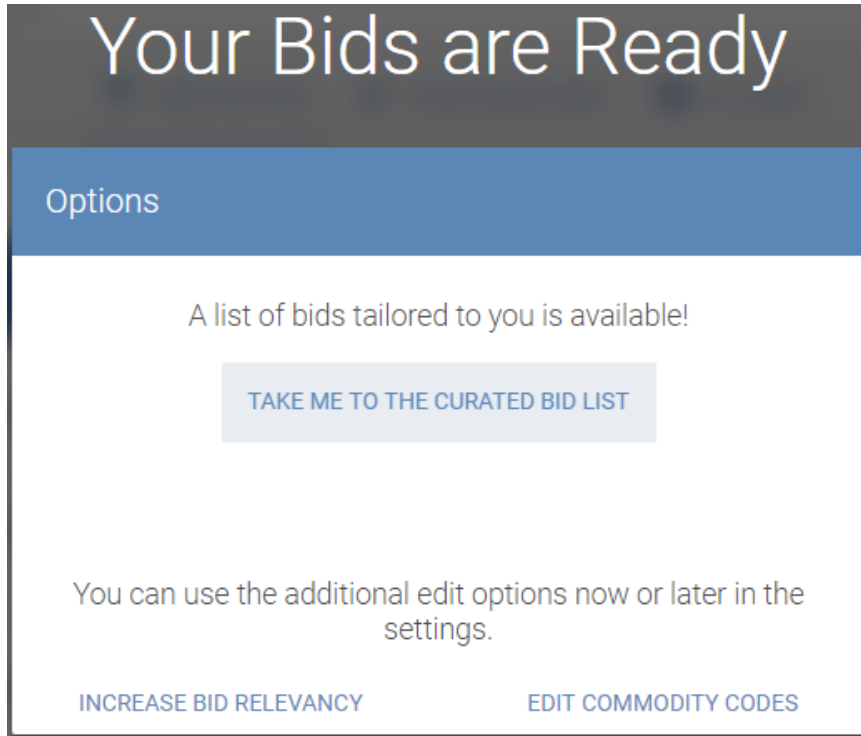 Your Bids are Ready
Options
A list of bids tailored to you is available!
TAKE ME TO THE CURATED BID LIST
You can use the additional edit options now or later in the
settings.
INCREASE BID RELEVANCY
EDIT COMMODITY CODES